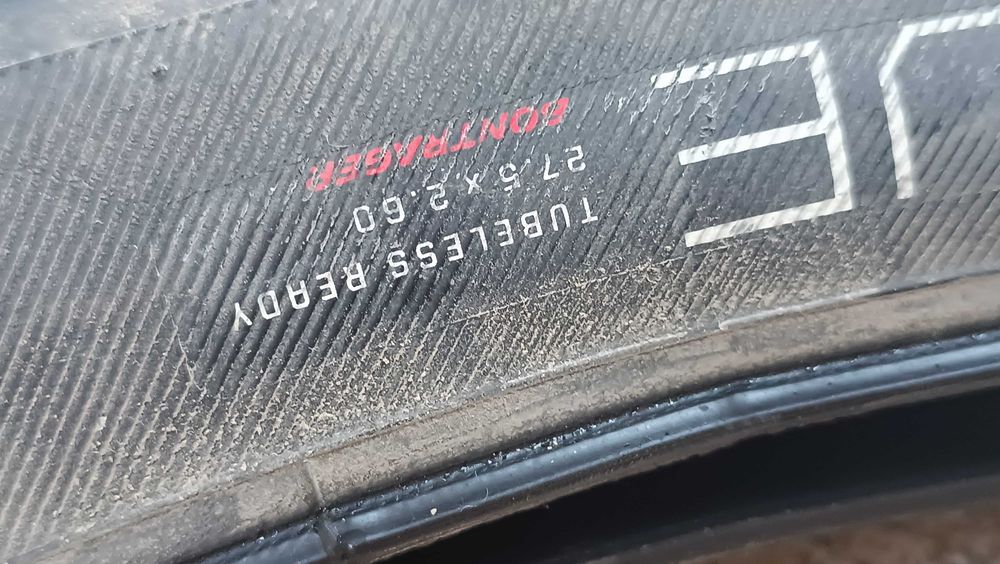 E
TUBELESS READY
27.5 x 2.60
BONTRAGER